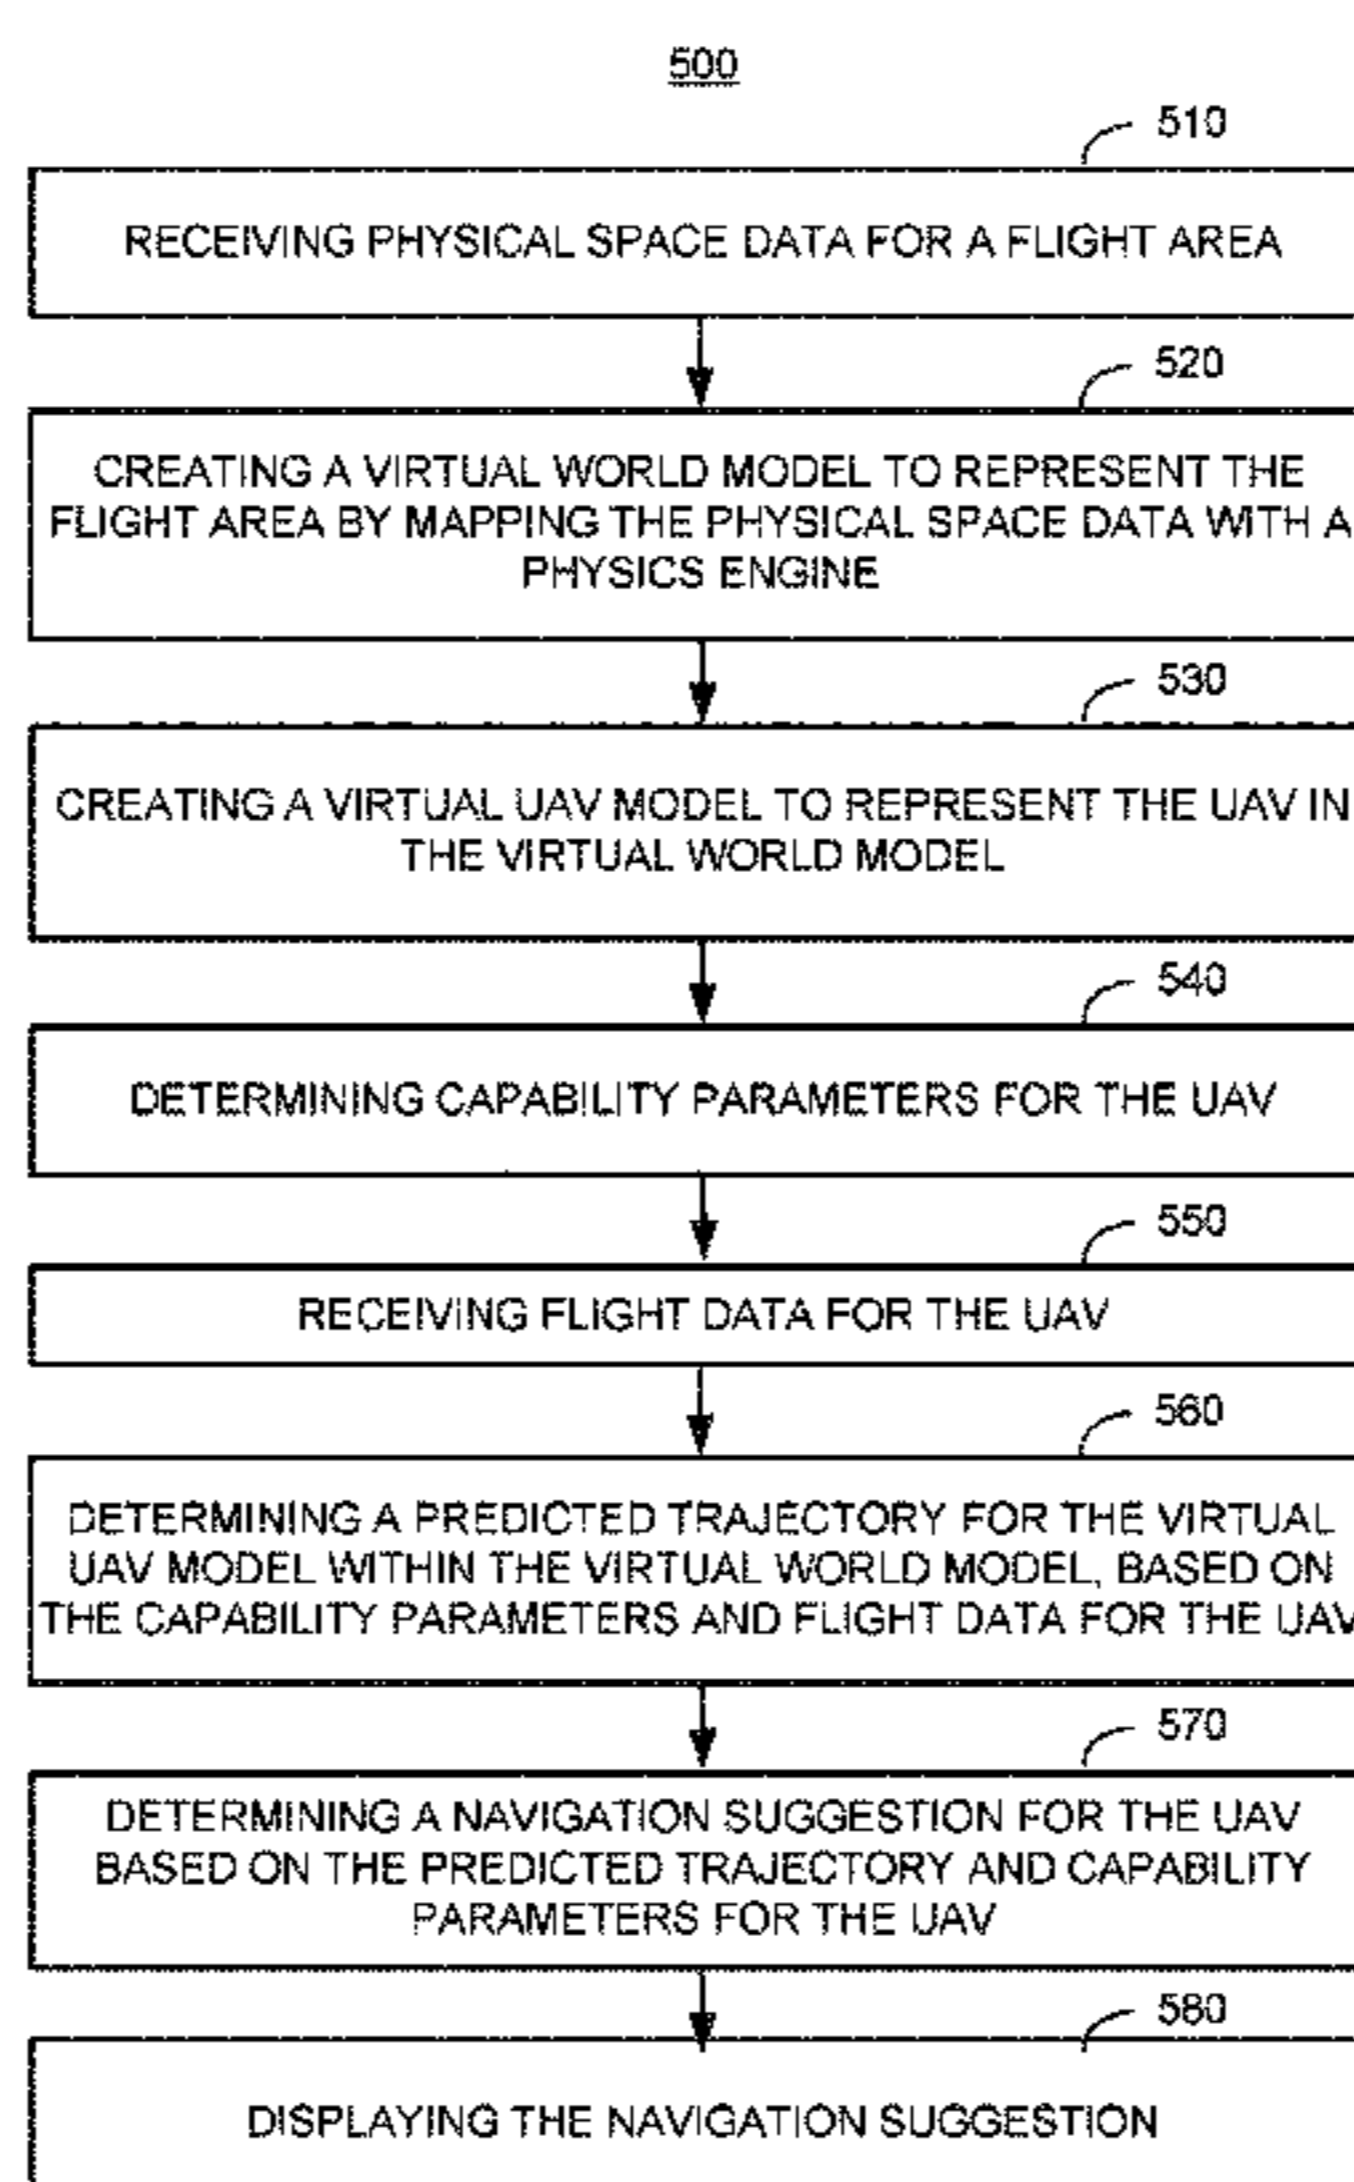 500
510
RECEIVING PHYSICAL SPACE DATA FOR A FLIGHT AREA
520
CREATING A VIRTUAL WORLD MODEL TO REPRESENT THE
FLIGHT AREA BY MAPPING THE PHYSICAL SPACE DATA WITH A
PHYSICS ENGINE
530
CREATING A VIRTUAL UAV MODEL TO REPRESENT THE UAV IN
THE VIRTUAL WORLD MODEL
540
DETERMINING CAPABILITY PARAMETERS FOR THE UAV
550
RECEIVING FLIGHT DATA FOR THE UAV
560
DETERMINING A PREDICTED TRAJECTORY FOR THE VIRTUAL
UAV MODEL WITHIN THE VIRTUAL WORLD MODEL, BASED ON
THE CAPABILITY PARAMETERS AND FLIGHT DATA FOR THE UAV
570
DETERMINING A NAVIGATION SUGGESTION FOR THE UAV
BASED ON THE PREDICTED TRAJECTORY AND CAPABILITY
PARAMETERS FOR THE UAV
580
DISPLAYING THE NAVIGATION SUGGESTION